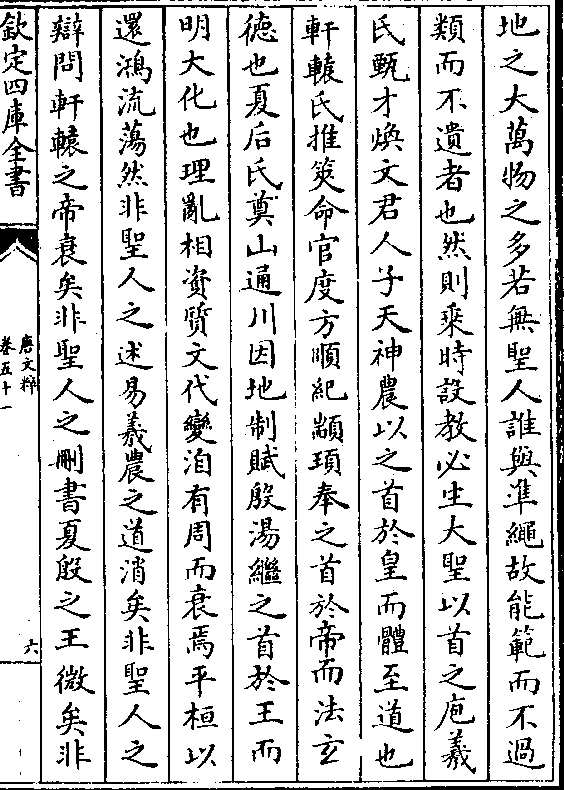 地之大萬物之多若無聖人誰與準繩故能範而不過
類而不遺者也然則乘時設教必生大聖以首之庖羲
氏甄才煥文君人子天神農以之首於皇而體至道也
軒轅氏推筴命官度方順紀顓頊奉之首於帝而法玄
徳也夏后氏奠山通川因地制賦殷湯繼之首於王而
明大化也理亂相資質文代變洎有周而衰焉平桓以
還鴻流蕩然非聖人之述易羲農之道消矣非聖人之
辯問軒轅之帝衰矣非聖人之刪書夏殷之王微矣非
欽定四庫全書
唐文粹
卷五十一
六